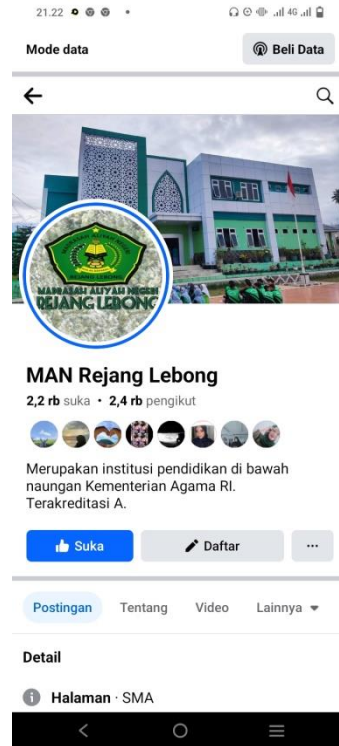 21.22
4G
Mode data
Beli Data
MADRASAH ALIYAH NEGERI
REJANG LEBONG
MAN Rejang Lebong
2,2 rb suka • 2,4 rb pengikut
Merupakan institusi pendidikan di bawah
naungan Kementerian Agama RI.
Terakreditasi A.
Suka
Daftar
Postingan
Tentang
Video
Lainnya
Detail
Halaman · SMA